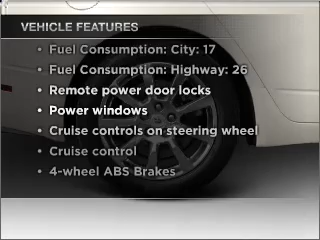 VEHICLE FEATURES
• Fuel Consumption: City: 17
• Fuel Consumption: Highway: 26
• Remote power door locks
• Power windows
• Cruise controls on steering wheel
• Cruise control
• 4-wheel ABS Brakes